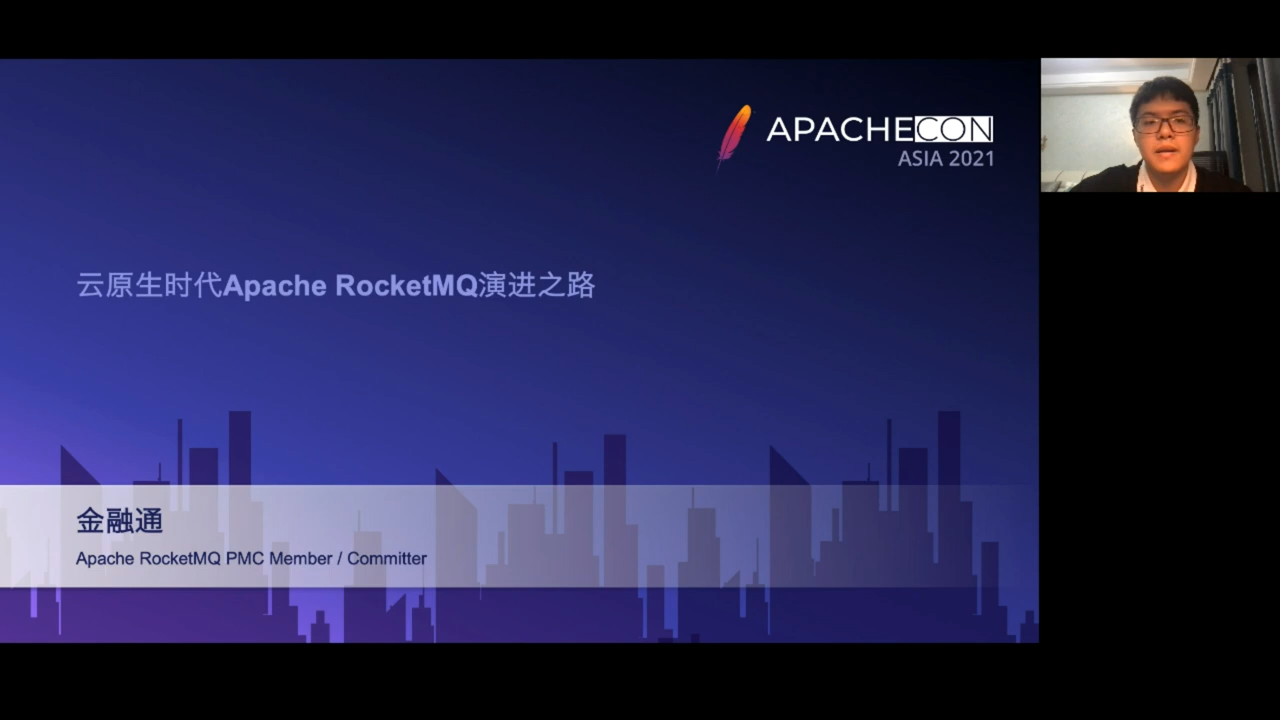 APACHECON
ASIA 2021
云原生时代Apache RocketMQ演进之路
金融通
Apache RocketMQ PMC Member / Committer